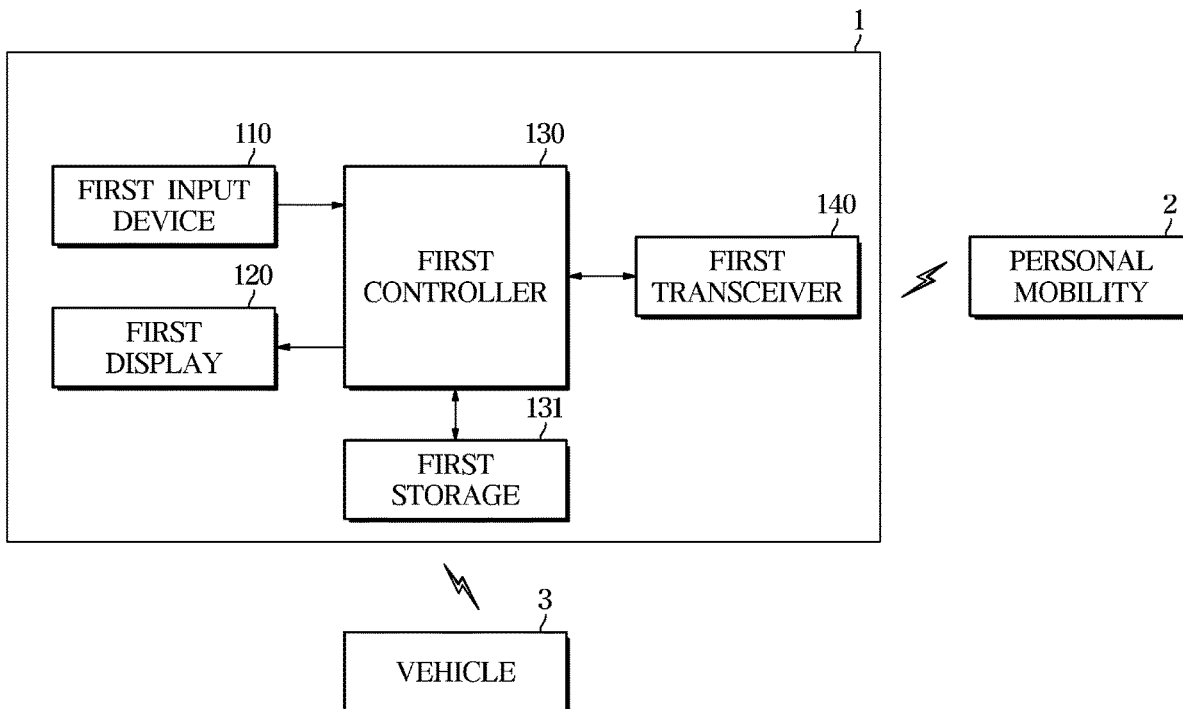 1
110
FIRST INPUT
DEVICE
130
FIRST
CONTROLLER
140
FIRST
TRANSCEIVER
2
PERSONAL
MOBILITY
120
FIRST
DISPLAY
131
FIRST
STORAGE
3
VEHICLE